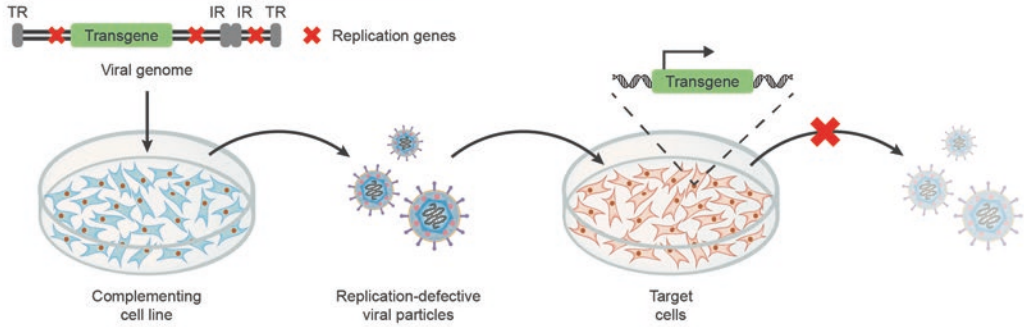 TR IR IR TR
Transgene
Replication genes
Viral genome
Transgene
Complementing
cell line
Replication-defective
viral particles
Target
cells